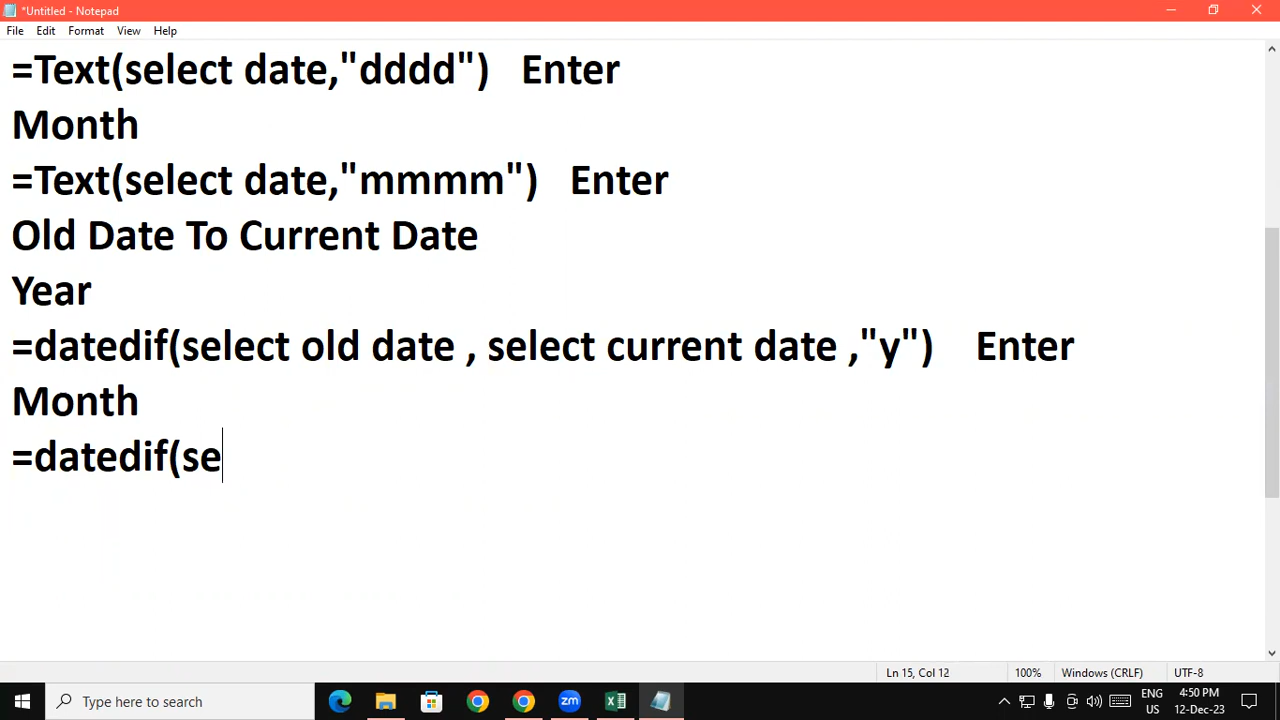 *Untitled - Notepad
File Edit Format View Help
=Text(select date,"dddd")   Enter
Month
=Text(select date,"mmmm")   Enter
Old Date To Current Date
Year
=datedif(select old date , select current date ,"y")    Enter
Month
=datedif(se
Ln 15, Col 12 100% Windows (CRLF) UTF-8
Type here to search zm ENG 4:50 PM
US 12-Dec-23